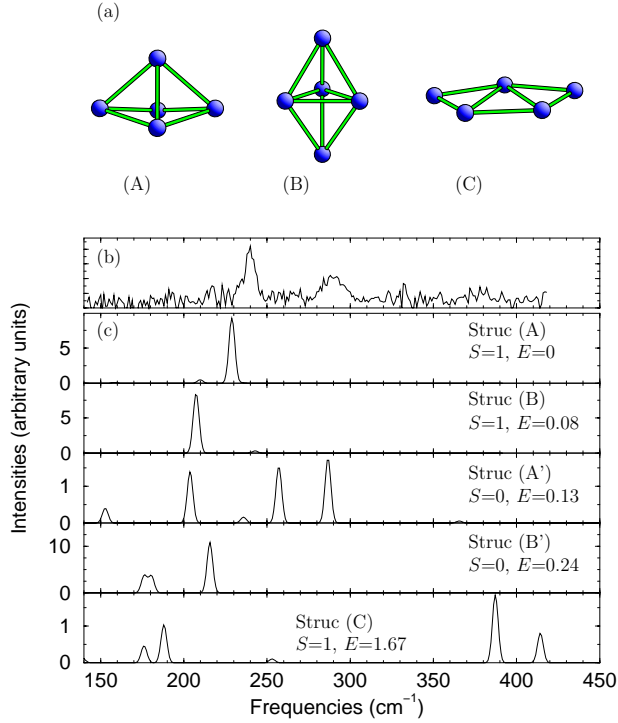 (a)
(A) (B) (C)
(b)
(c)
Struc (A)
S=1, E=0
5
0
Struc (B)
S=1, E=0.08
5
0
Struc (A')
S=0, E=0.13
1
0
Struc (B')
S=0, E=0.24
10
0
Struc (C)
S=1, E=1.67
1
0
150 200 250 300 350 400 450
Frequencies (cm⁻¹)
Intensities (arbitrary units)